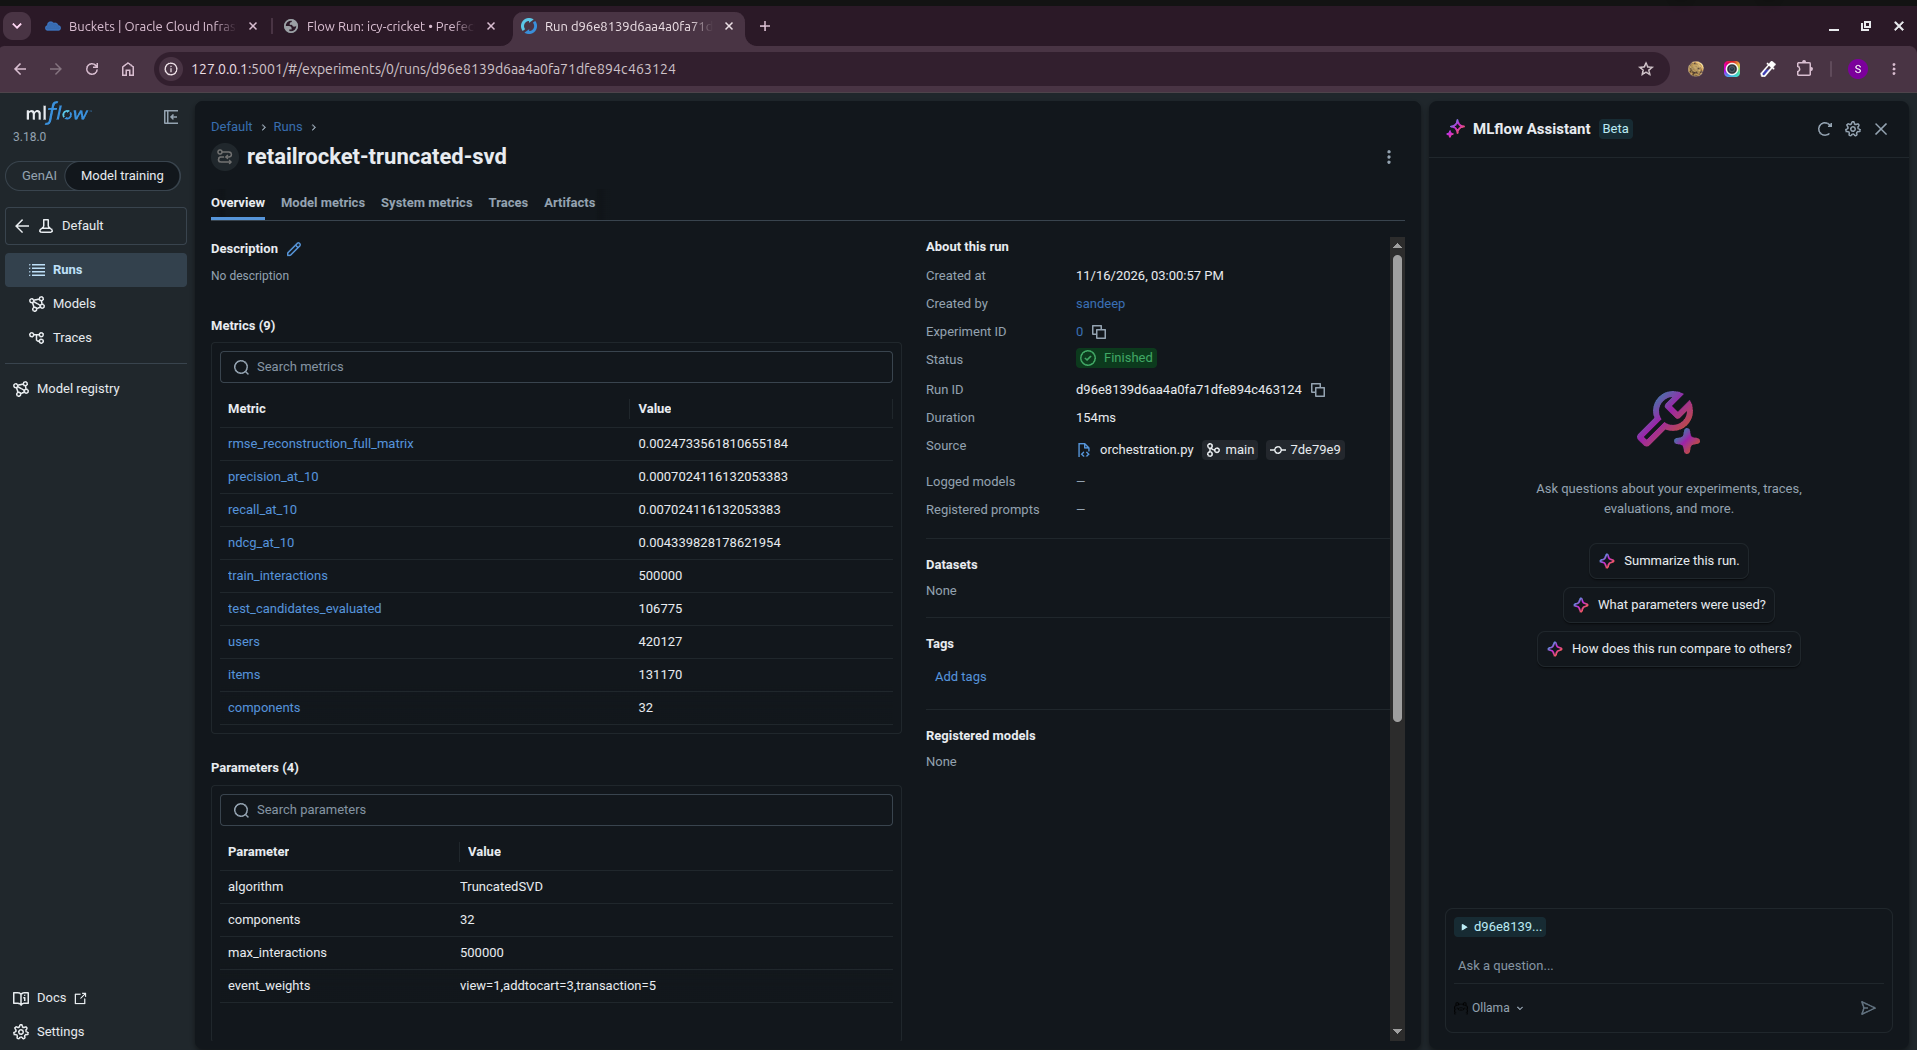 Buckets | Oracle Cloud Infras
Flow Run: icy-cricket • Prefec
Run d96e8139d6aa4a0fa71d
127.0.0.1:5001/#/experiments/0/runs/d96e8139d6aa4a0fa71dfe894c463124
S
mlflow
3.18.0
GenAI
Model training
Default
Runs
Models
Traces
Model registry
Docs
Settings
Default > Runs >
retailrocket-truncated-svd
Overview
Model metrics
System metrics
Traces
Artifacts
Description
No description
Metrics (9)
Search metrics
Metric Value
rmse_reconstruction_full_matrix 0.0024733561810655184
precision_at_10 0.0007024116132053383
recall_at_10 0.007024116132053383
ndcg_at_10 0.004339828178621954
train_interactions 500000
test_candidates_evaluated 106775
users 420127
items 131170
components 32
Parameters (4)
Search parameters
Parameter Value
algorithm TruncatedSVD
components 32
max_interactions 500000
event_weights view=1,addtocart=3,transaction=5
About this run
Created at 11/16/2026, 03:00:57 PM
Created by sandeep
Experiment ID 0
Status Finished
Run ID d96e8139d6aa4a0fa71dfe894c463124
Duration 154ms
Source orchestration.py main 7de79e9
Logged models —
Registered prompts —
Datasets
None
Tags
Add tags
Registered models
None
MLflow Assistant Beta
Ask questions about your experiments, traces,
evaluations, and more.
Summarize this run.
What parameters were used?
How does this run compare to others?
d96e8139...
Ask a question...
Ollama